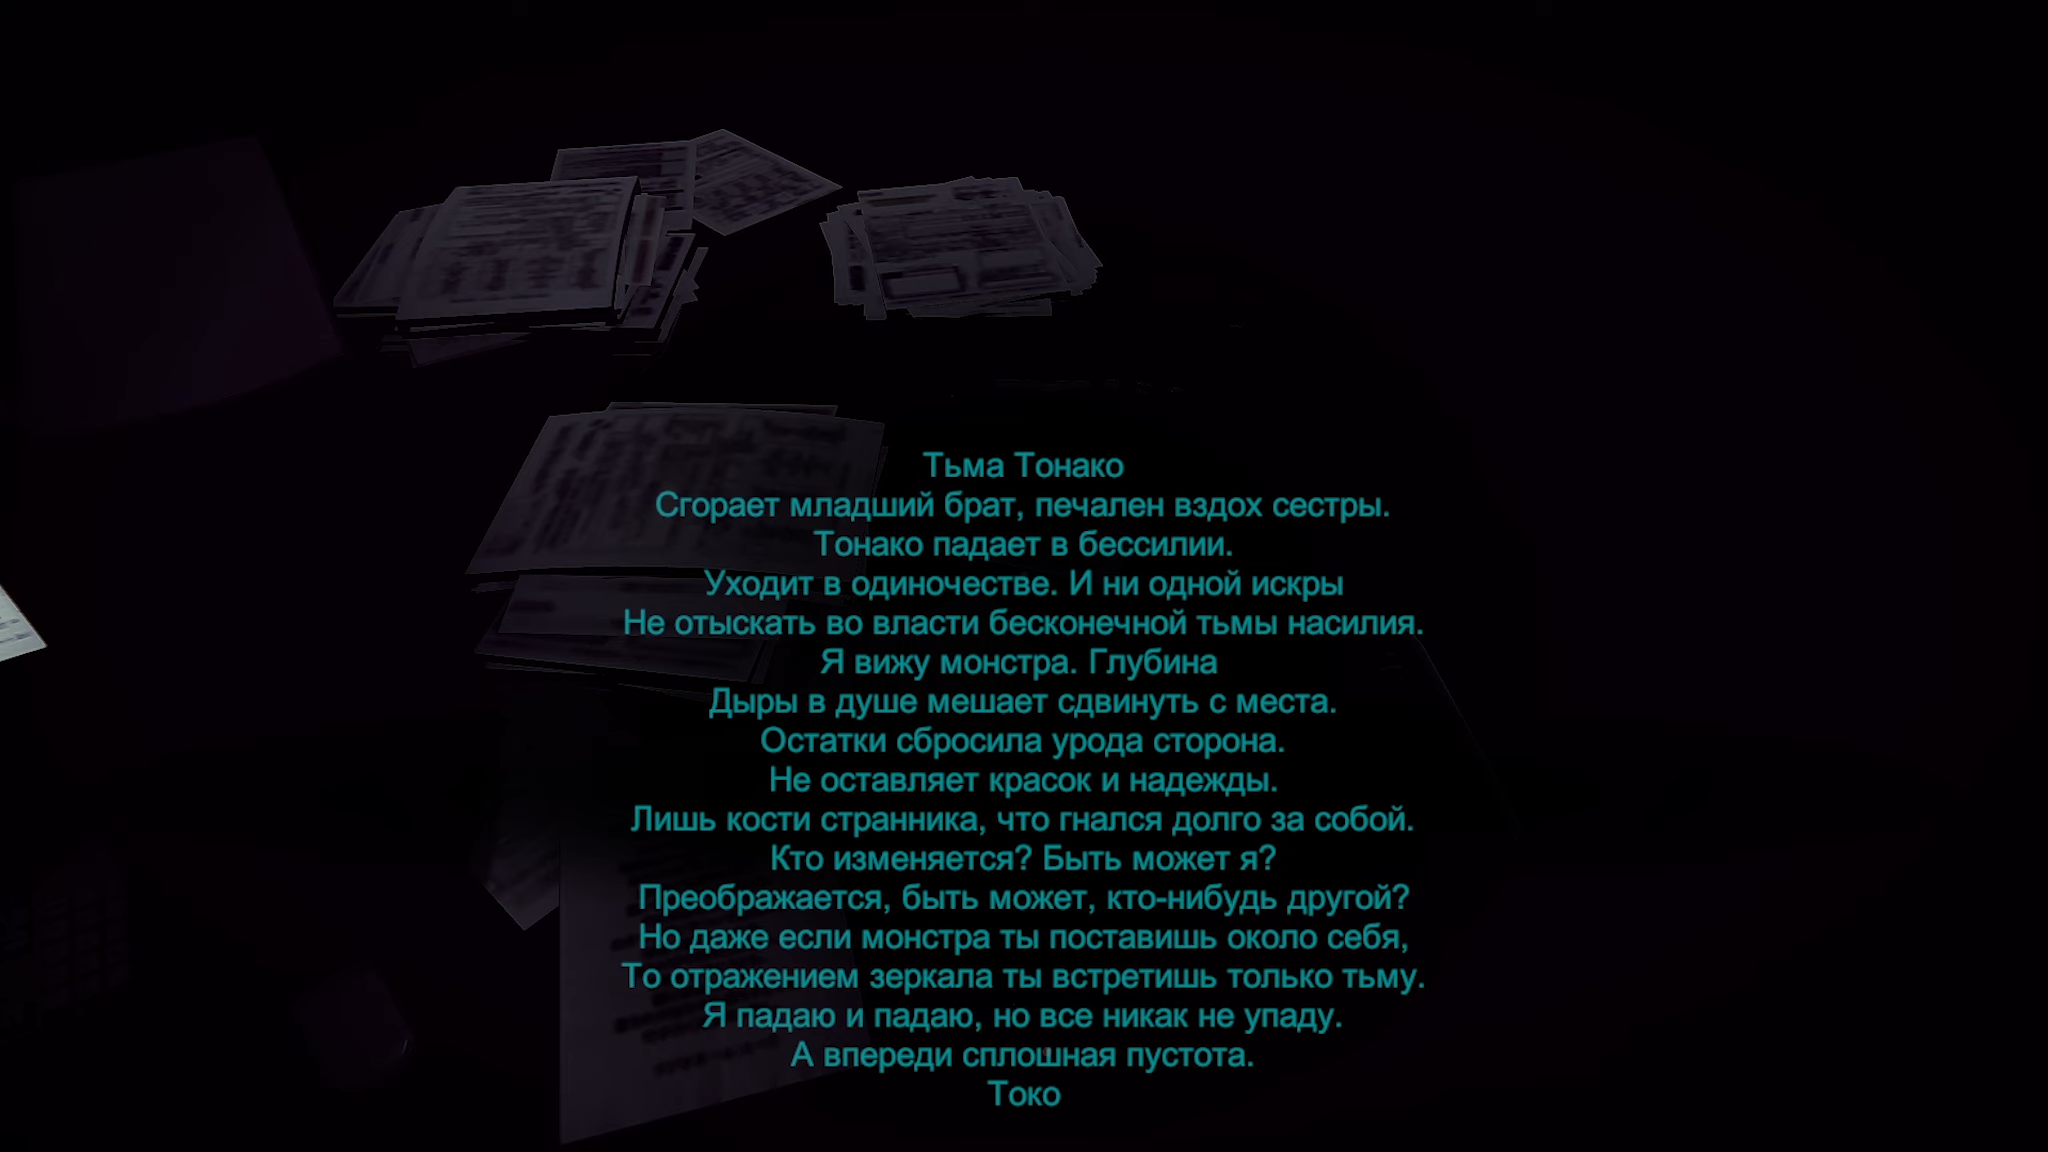 Тьма Тонако
Сгорает младший брат, печален вздох сестры.
Тонако падает в бессилии.
Уходит в одиночестве. И ни одной искры
Не отыскать во власти бесконечной тьмы насилия.
Я вижу монстра. Глубина
Дыры в душе мешает сдвинуть с места.
Остатки сбросила урода сторона.
Не оставляет красок и надежды.
Лишь кости странника, что гнался долго за собой.
Кто изменяется? Быть может я?
Преображается, быть может, кто-нибудь другой?
Но даже если монстра ты поставишь около себя,
То отражением зеркала ты встретишь только тьму.
Я падаю и падаю, но все никак не упаду.
А впереди сплошная пустота.
Токо